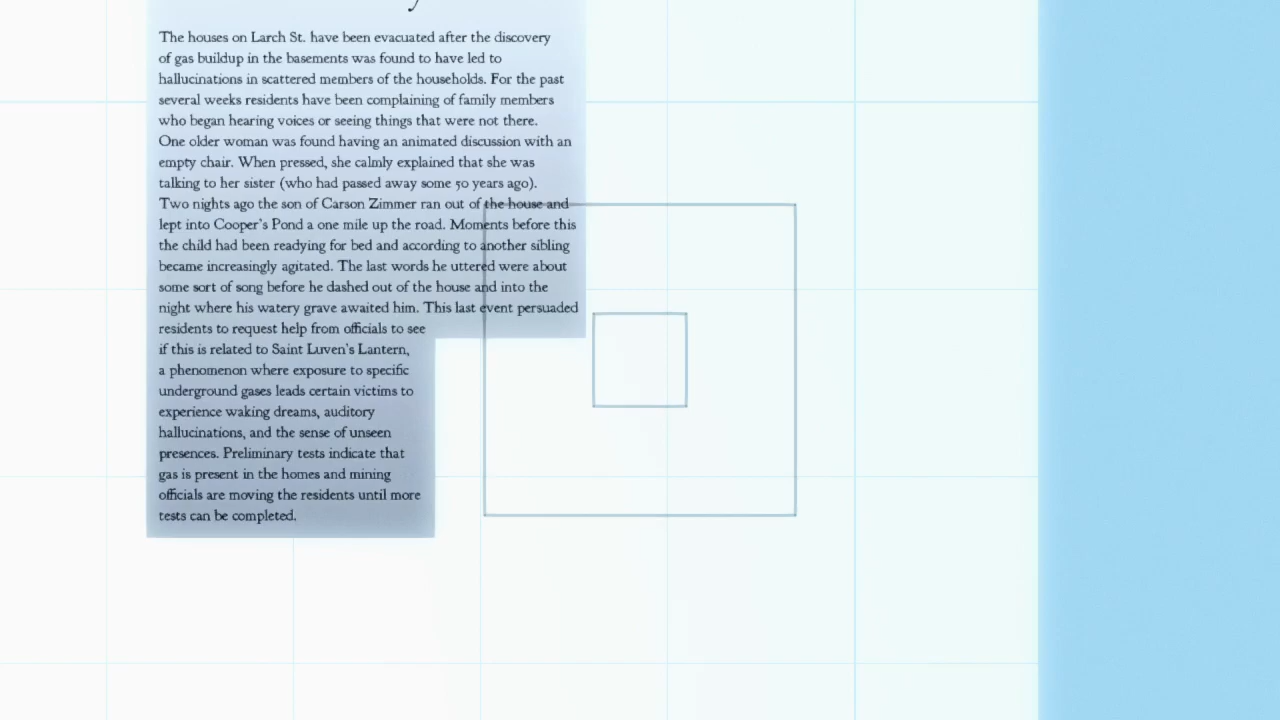 The houses on Larch St. have been evacuated after the discovery
of gas buildup in the basements was found to have led to
hallucinations in scattered members of the households. For the past
several weeks residents have been complaining of family members
who began hearing voices or seeing things that were not there.
One older woman was found having an animated discussion with an
empty chair. When pressed, she calmly explained that she was
talking to her sister (who had passed away some 50 years ago).
Two nights ago the son of Carson Zimmer ran out of the house and
lept into Cooper's Pond a one mile up the road. Moments before this
the child had been readying for bed and according to another sibling
became increasingly agitated. The last words he uttered were about
some sort of song before he dashed out of the house and into the
night where his watery grave awaited him. This last event persuaded
residents to request help from officials to see
if this is related to Saint Luven's Lantern,
a phenomenon where exposure to specific
underground gases leads certain victims to
experience waking dreams, auditory
hallucinations, and the sense of unseen
presences. Preliminary tests indicate that
gas is present in the homes and mining
officials are moving the residents until more
tests can be completed.